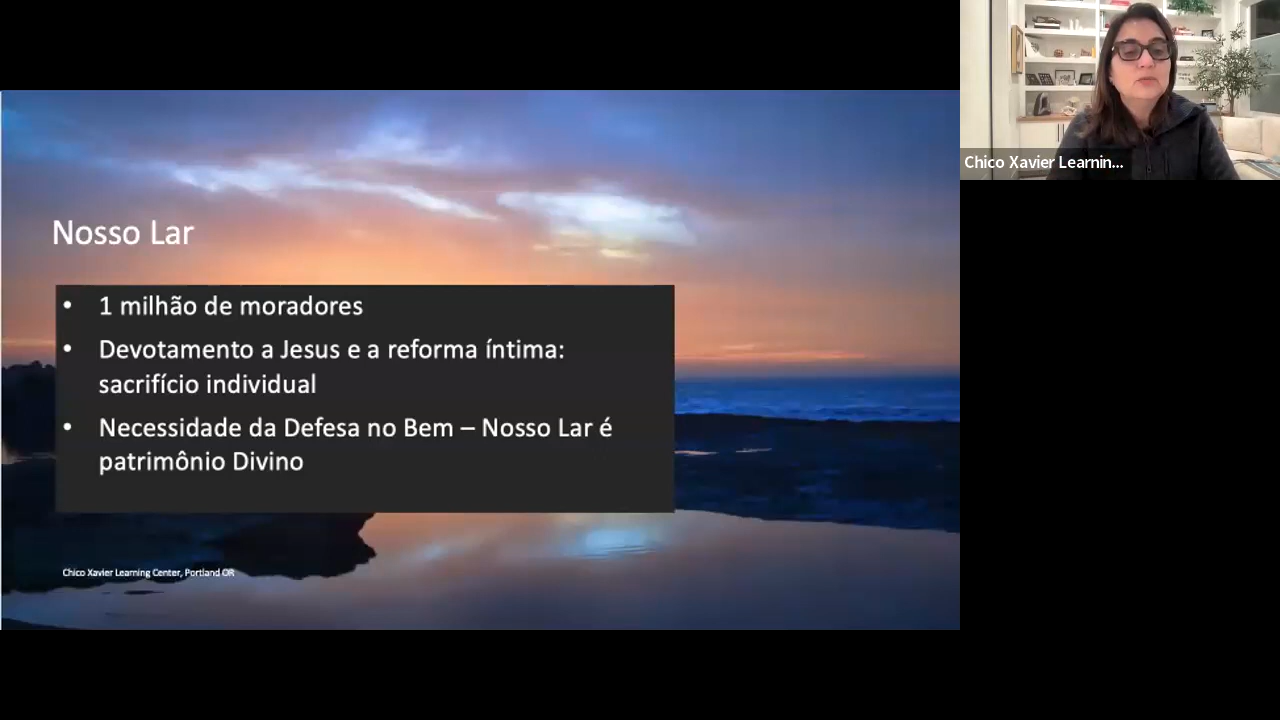 Nosso Lar
• 1 milhão de moradores
• Devotamento a Jesus e a reforma íntima:
sacrifício individual
• Necessidade da Defesa no Bem – Nosso Lar é
patrimônio Divino
Chico Xavier Learning Center, Portland OR
Chico Xavier Learnin...